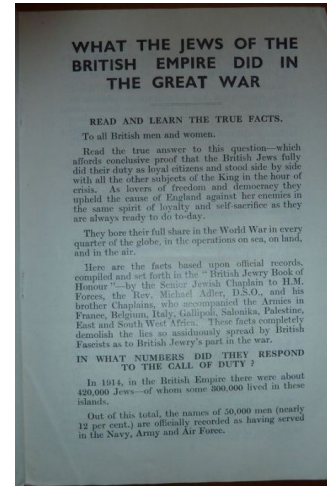 WHAT THE JEWS OF THE
BRITISH EMPIRE DID IN
THE GREAT WAR
READ AND LEARN THE TRUE FACTS.
To all British men and women.
Read the true answer to this question—which
affords conclusive proof that the British Jews fully
did their duty as loyal citizens and stood side by side
with all the other subjects of the King in the hour of
crisis. As lovers of freedom and democracy they
upheld the cause of England against her enemies in
the same spirit of loyalty and self-sacrifice as they
are always ready to do to-day.
They bore their full share in the World War in every
quarter of the globe, in the operations on sea, on land,
and in the air.
Here are the facts based upon official records,
compiled and set forth in the "British Jewry Book of
Honour"—by the Senior Jewish Chaplain to H.M.
Forces, the Rev. Michael Adler, D.S.O., and his
brother Chaplains, who accompanied the Armies in
France, Belgium, Italy, Gallipoli, Salonika, Palestine,
East and South West Africa. These facts completely
demolish the lies so assiduously spread by British
Fascists as to British Jewry's part in the war.
IN WHAT NUMBERS DID THEY RESPOND
TO THE CALL OF DUTY ?
In 1914, in the British Empire there were about
420,000 Jews—of whom some 300,000 lived in these
islands.
Out of this total, the names of 50,000 men (nearly
12 per cent.) are officially recorded as having served
in the Navy, Army and Air Force.